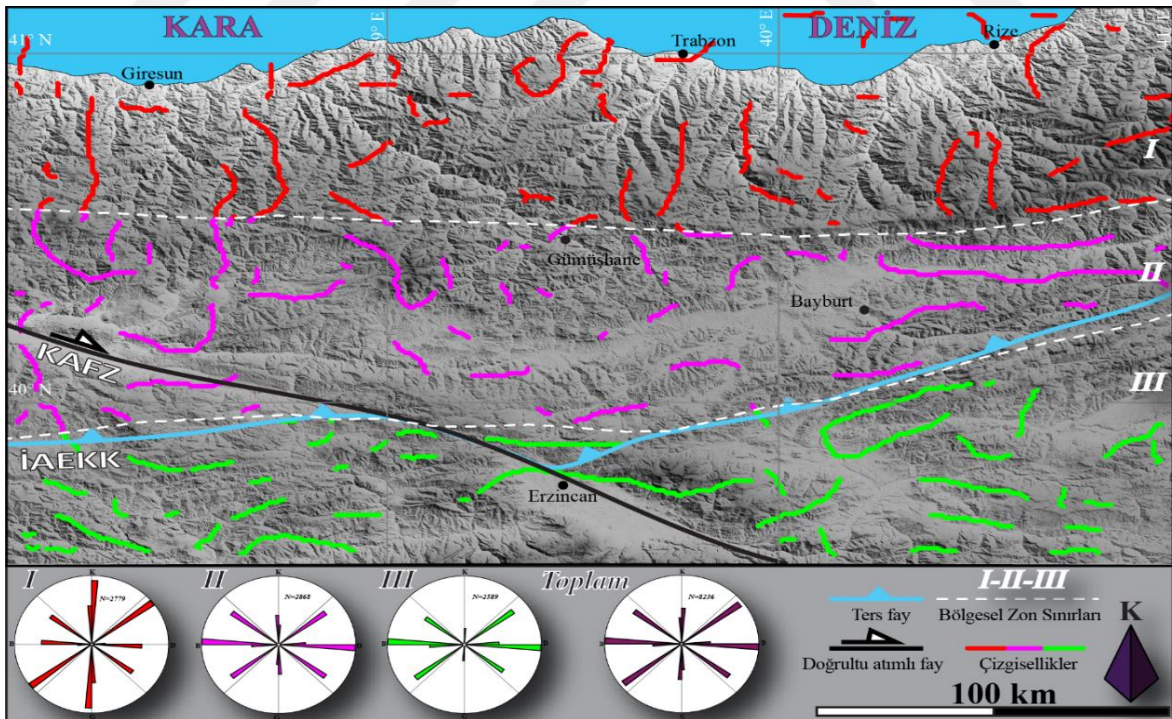 KARA DENİZ
41° N
39° E
40° E
Giresun
Trabzon
Rize
I
Gümüşhane
II
Bayburt
KAFZ
40° N
III
İAEKK
Erzincan
I II III Toplam I-II-III
N=2779
N=2868
N=2589
N=8236
K
B D
Ters fay
Bölgesel Zon Sınırları
K
Doğrultu atımlı fay
Çizgisellikler
100 km